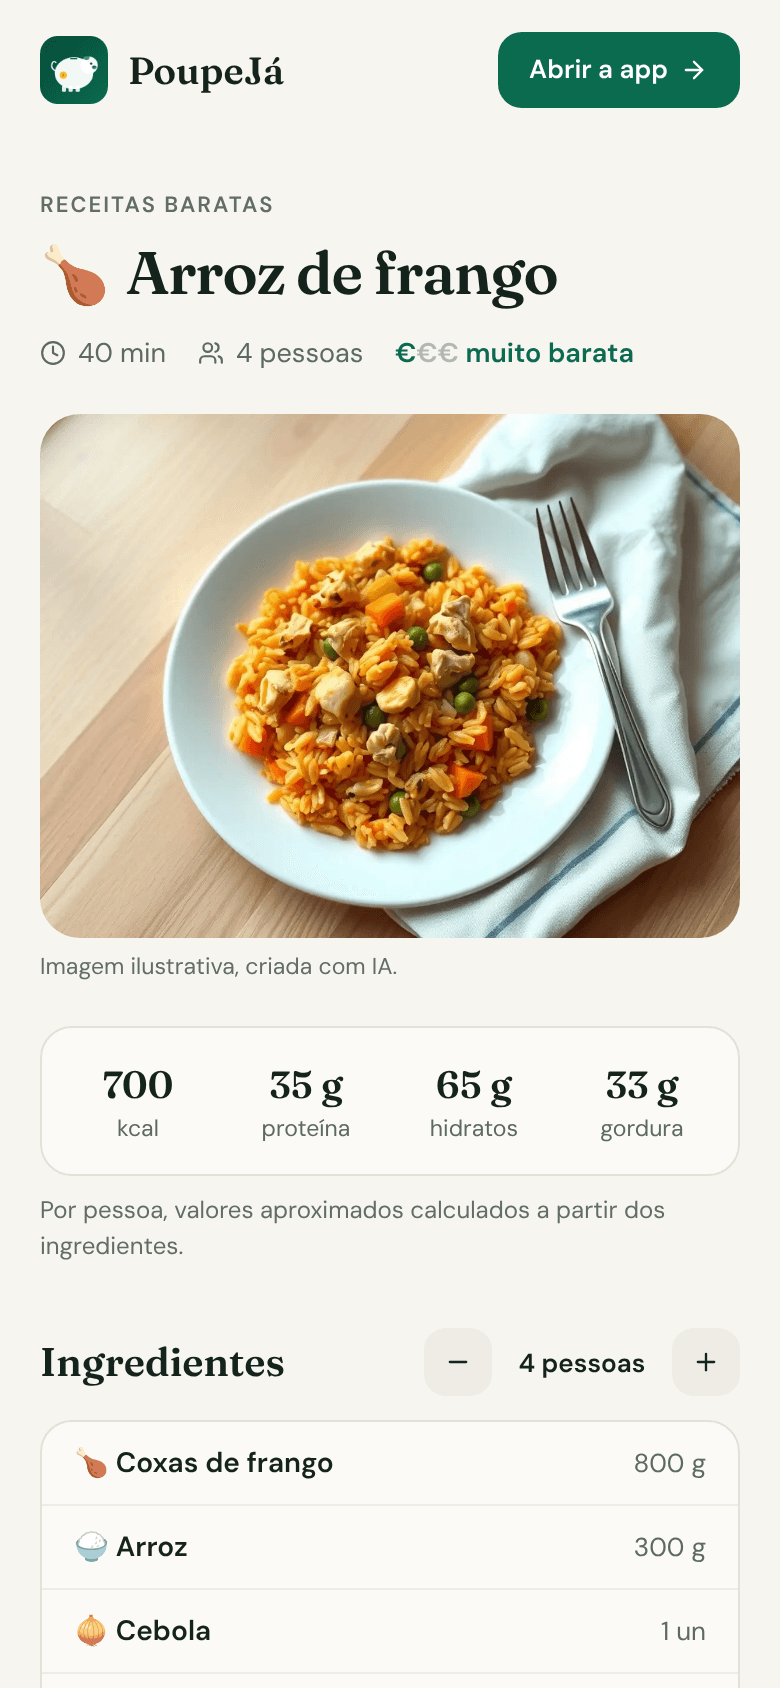 PoupeJá
Abrir a app →
RECEITAS BARATAS
🍗 Arroz de frango
40 min 4 pessoas €€€ muito barata
Imagem ilustrativa, criada com IA.
700 35 g 65 g 33 g
kcal proteína hidratos gordura
Por pessoa, valores aproximados calculados a partir dos
ingredientes.
Ingredientes − 4 pessoas +
🍗 Coxas de frango 800 g
🍚 Arroz 300 g
🧅 Cebola 1 un